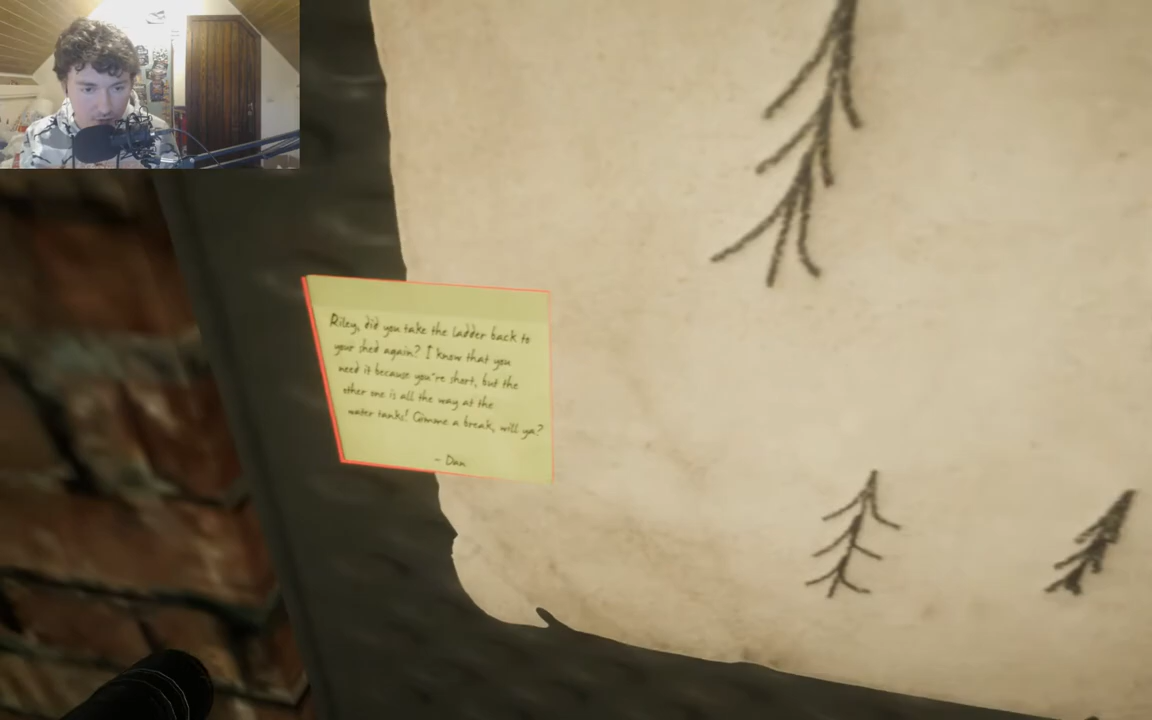 Riley, did you take the ladder back to
your shed again? I know that you
need it because you're short, but the
other one is all the way at the
water tanks! Gimme a break, will ya?
- Dan